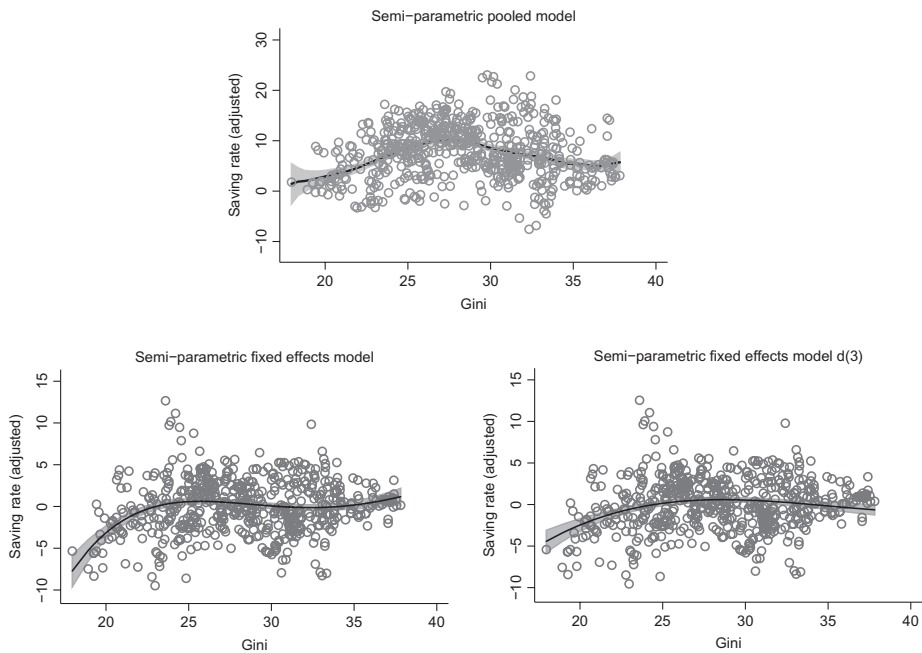 Semi−parametric pooled model
Saving rate (adjusted)
30
20
10
0
−10
20 25 30 35 40
Gini
Semi−parametric fixed effects model
Saving rate (adjusted)
15
10
5
0
−5
−10
20 25 30 35 40
Gini
Semi−parametric fixed effects model d(3)
Saving rate (adjusted)
15
10
5
0
−5
−10
20 25 30 35 40
Gini